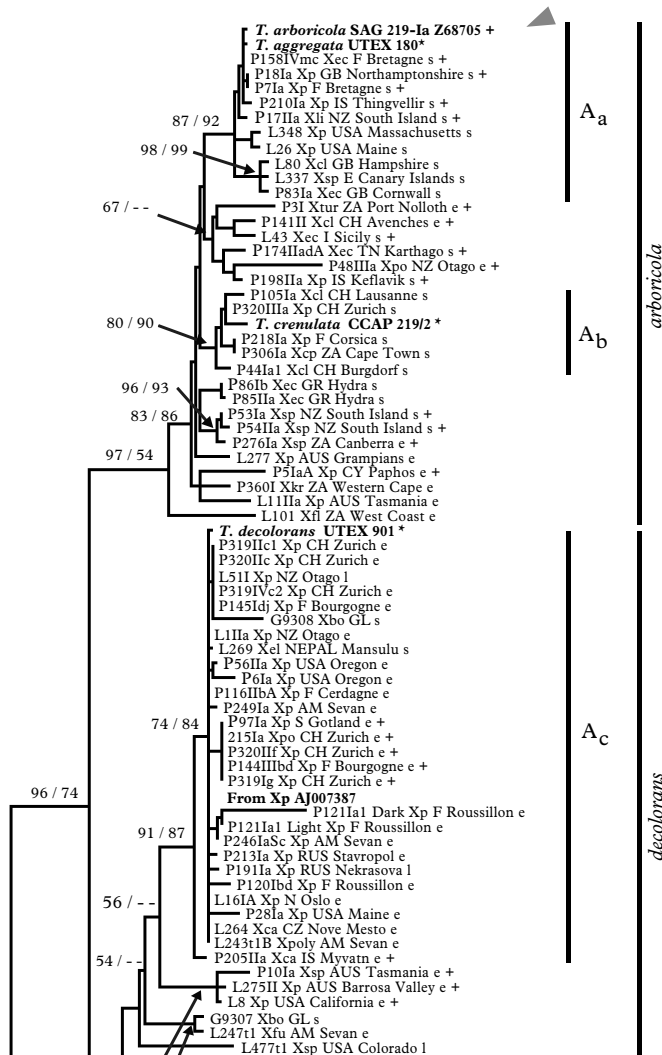 T. arboricola SAG 219-Ia Z68705 +
T. aggregata UTEX 180*
P158IVmc Xec F Bretagne s +
P18Ia Xp GB Northamptonshire s +
P7Ia Xp F Bretagne s +
P210Ia Xp IS Thingvellir s +
P17IIa Xli NZ South Island s +
87 / 92
L348 Xp USA Massachusetts s
L26 Xp USA Maine s
98 / 99
L80 Xcl GB Hampshire s
L337 Xsp E Canary Islands s
P83Ia Xec GB Cornwall s
Aa
67 / - -
P3I Xtur ZA Port Nolloth e +
P141II Xcl CH Avenches e +
L43 Xec I Sicily s +
P174IIadA Xec TN Karthago s +
P48IIIa Xpo NZ Otago e +
P198IIa Xp IS Keflavik s +
arboricola
P105Ia Xcl CH Lausanne s +
P320IIIa Xp CH Zurich s
80 / 90
T. crenulata CCAP 219/2 *
P218Ia Xp F Corsica s
P306Ia Xcp ZA Cape Town s
P44Ia1 Xcl CH Burgdorf s
Ab
96 / 93
P86Ib Xec GR Hydra s
P85IIa Xec GR Hydra s
83 / 86
P53Ia Xsp NZ South Island s +
P54IIa Xsp NZ South Island s +
P276Ia Xsp ZA Canberra e +
97 / 54
L277 Xp AUS Grampians e
P5IaA Xp CY Paphos e +
P360I Xkr ZA Western Cape e
L11IIa Xp AUS Tasmania e
L101 Xfl ZA West Coast e
T. decolorans UTEX 901*
P319IIc1 Xp CH Zurich e
P320IIc Xp CH Zurich e
L51I Xp NZ Otago l
P319IVc2 Xp CH Zurich e
P145Idj Xp F Bourgogne e
G9308 Xbo GL s
L1IIa Xp NZ Otago e
L269 Xel NEPAL Mansulu s
P56IIa Xp USA Oregon e
P6Ia Xp USA Oregon e
P116IIbA Xp F Cerdagne e
P249Ia Xp AM Sevan e
74 / 84
P97Ia Xp S Gotland e +
215Ia Xpo CH Zurich e +
P320IIf Xp CH Zurich e +
P144IIIbd Xp F Bourgogne e +
P319Ig Xp CH Zurich e +
Ac
96 / 74
From Xp AJ007387
P121Ia1 Dark Xp F Roussillon e
P121Ia1 Light Xp F Roussillon e
decolorans
P246IaSc Xp AM Sevan e
91 / 87
P213Ia Xp RUS Stavropol e
P191Ia Xp RUS Nekrasova l
P120Ibd Xp F Roussillon e
56 / - -
L16IA Xp N Oslo e
P28Ia Xp USA Maine e
L264 Xca CZ Nove Mesto e
L243t1B Xpoly AM Sevan e
P205IIa Xca IS Myvatn e +
54 / - -
P10Ia Xsp AUS Tasmania e +
L275II Xp AUS Barrosa Valley e +
L8 Xp USA California e +
G9307 Xbo GL s
L247t1 Xfu AM Sevan e
L477t1 Xsp USA Colorado l